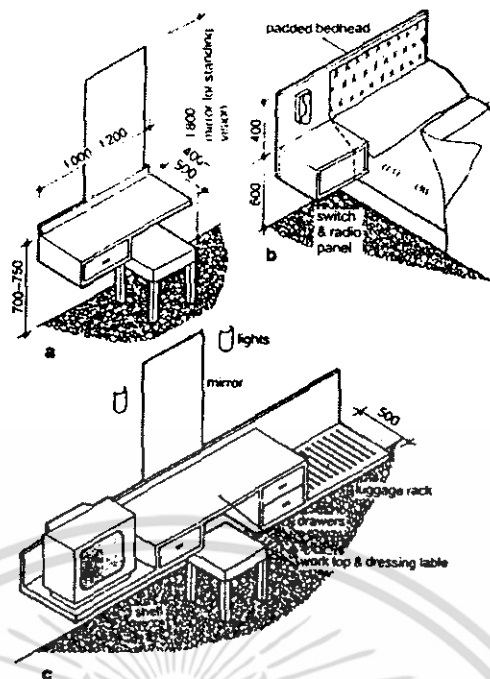 1800
mirror for standing
vision
1000–1200
400–
500
700–750
a
padded bedhead
400
600
switch
& radio
panel
b
lights
mirror
500
luggage rack
drawers
work top & dressing table
shelf
c